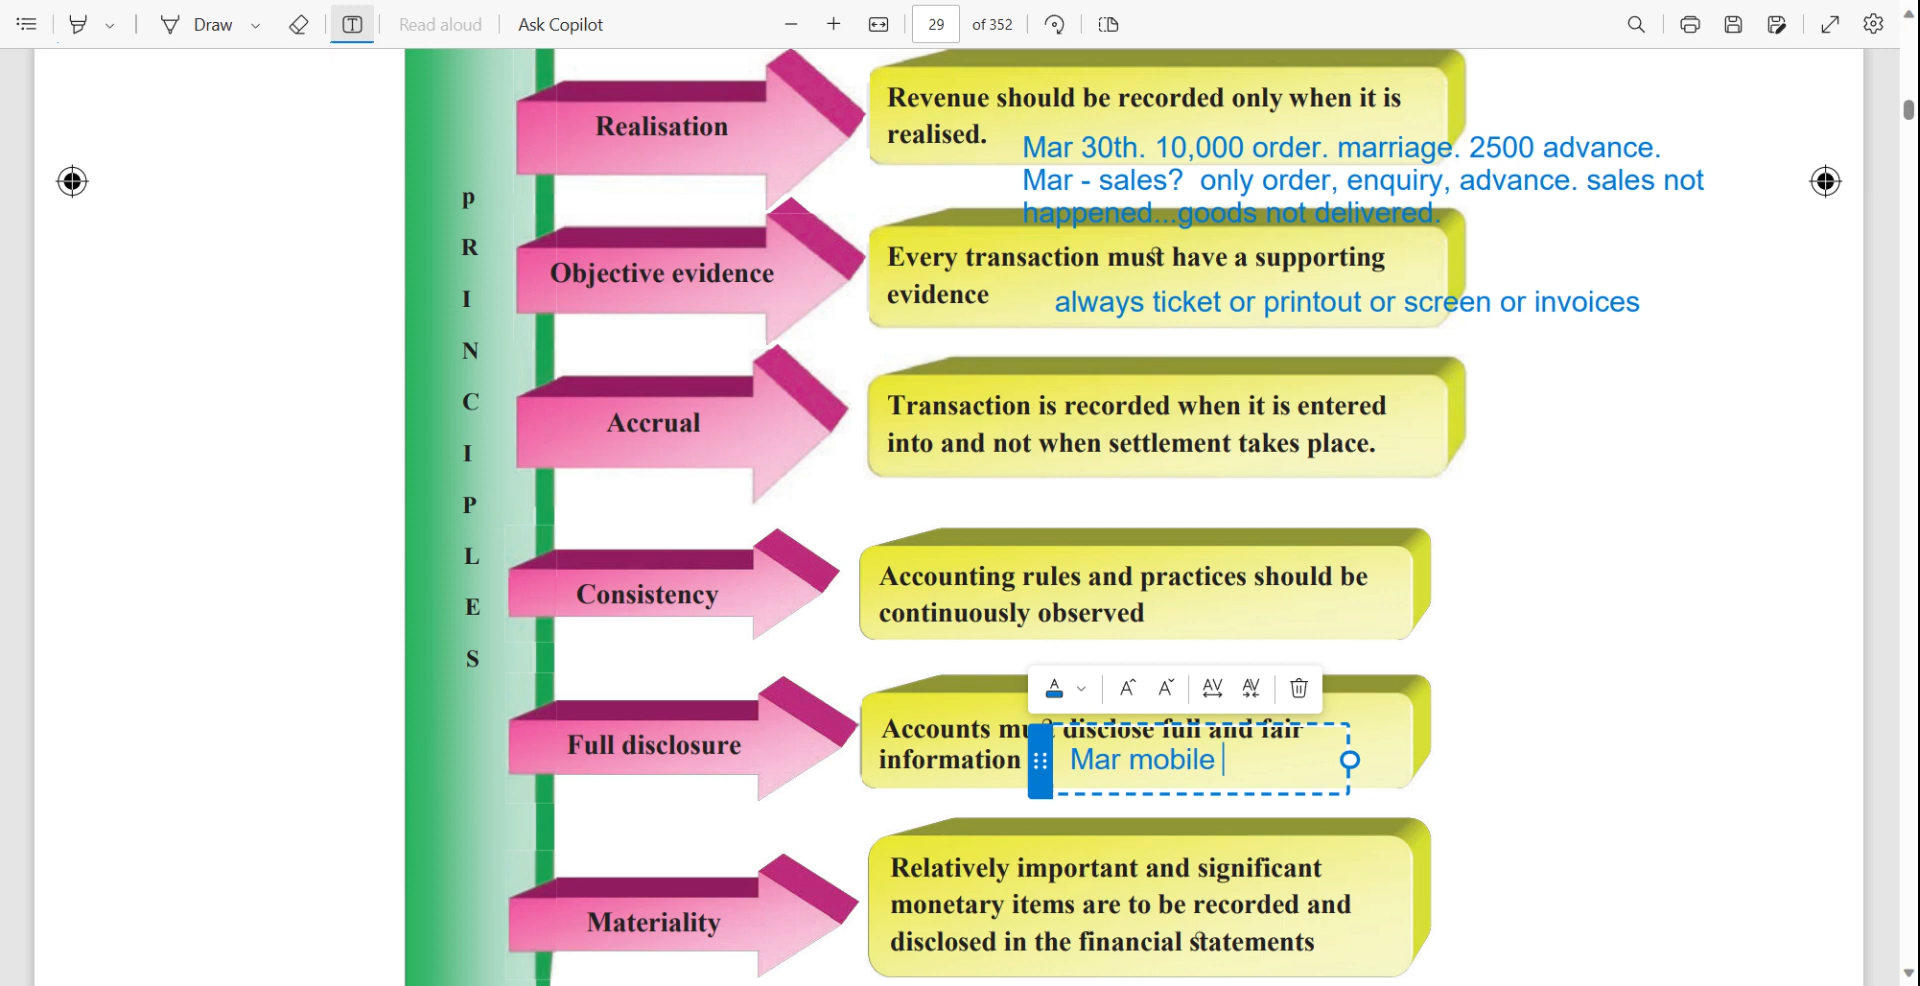 Draw
Read aloud
Ask Copilot
29
of 352
p
R
I
N
C
I
P
L
E
S
Realisation
Revenue should be recorded only when it is
realised.
Mar 30th. 10,000 order. marriage. 2500 advance.
Mar - sales?  only order, enquiry, advance. sales not
happened...goods not delivered.
Objective evidence
Every transaction must have a supporting
evidence
always ticket or printout or screen or invoices
Accrual
Transaction is recorded when it is entered
into and not when settlement takes place.
Consistency
Accounting rules and practices should be
continuously observed
Full disclosure
Accounts must disclose full and fair
information
Mar mobile
Materiality
Relatively important and significant
monetary items are to be recorded and
disclosed in the financial statements